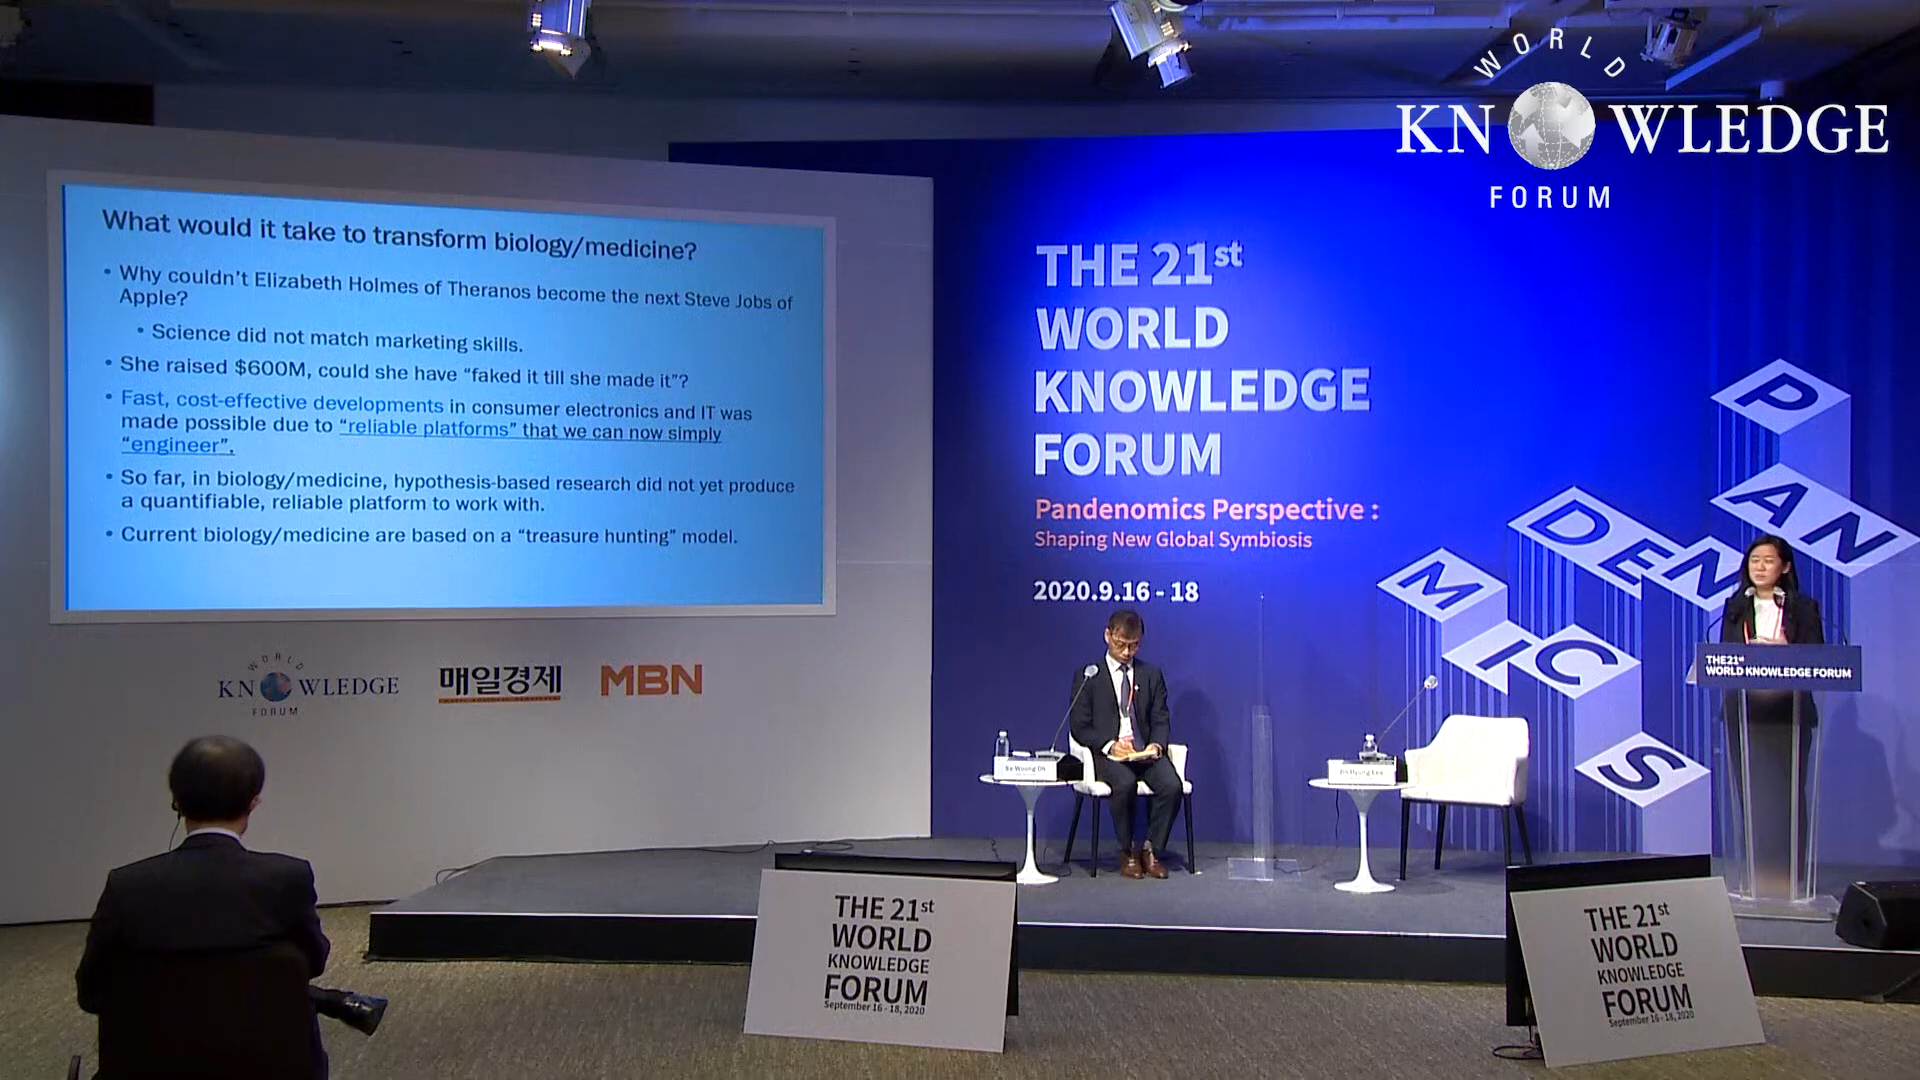 WORLD
KNOWLEDGE
FORUM
What would it take to transform biology/medicine?
• Why couldn't Elizabeth Holmes of Theranos become the next Steve Jobs of
Apple?
• Science did not match marketing skills.
• She raised $600M, could she have "faked it till she made it"?
• Fast, cost-effective developments in consumer electronics and IT was
made possible due to "reliable platforms" that we can now simply
"engineer".
• So far, in biology/medicine, hypothesis-based research did not yet produce
a quantifiable, reliable platform to work with.
• Current biology/medicine are based on a "treasure hunting" model.
WORLD
KNOWLEDGE
FORUM
매일경제
MBN
THE 21st
WORLD
KNOWLEDGE
FORUM
Pandenomics Perspective :
Shaping New Global Symbiosis
2020.9.16 - 18
PAN
DENO
MICS
THE 21st
WORLD KNOWLEDGE FORUM
THE 21st
WORLD
KNOWLEDGE
FORUM
September 16 - 18, 2020
THE 21st
WORLD
KNOWLEDGE
FORUM
September 16 - 18, 2020